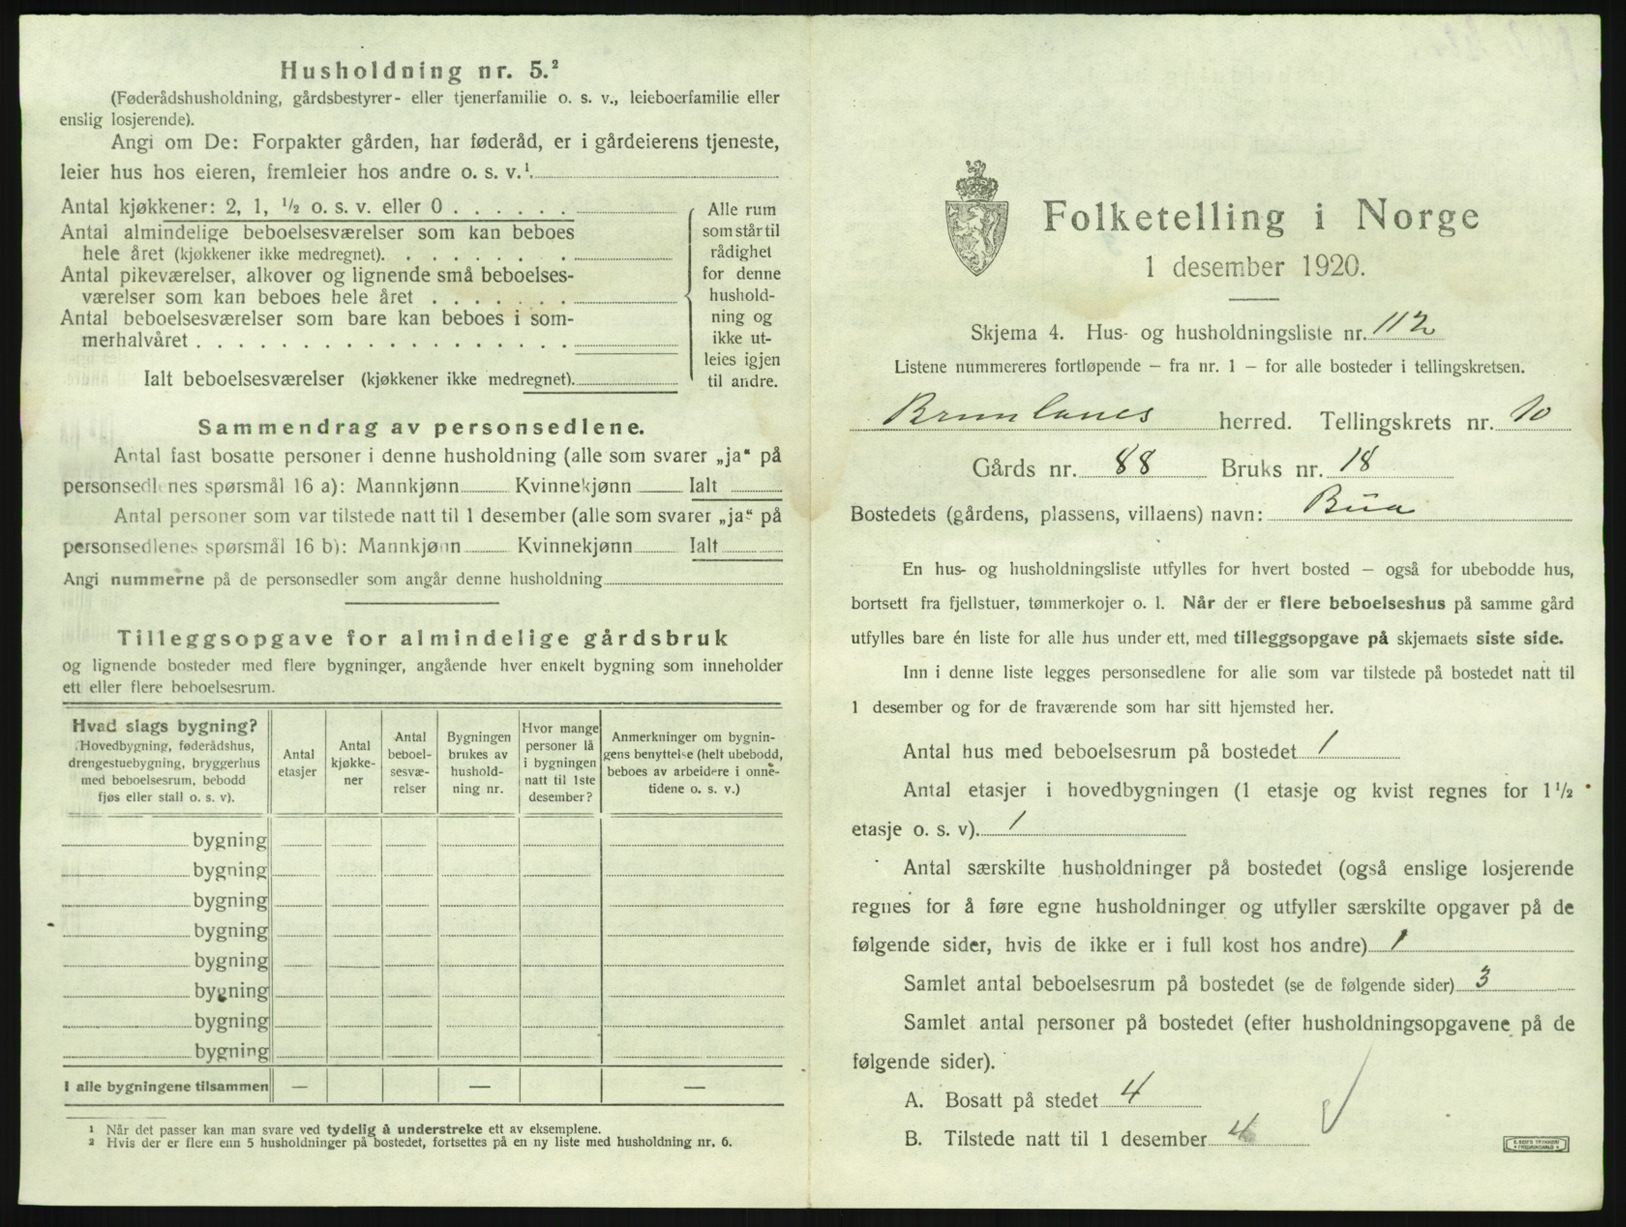 Husholdning nr. 5.²
(Føderådshusholdning, gårdsbestyrer- eller tjenerfamilie o. s. v., leieboerfamilie eller
enslig losjerende).
Angi om De: Forpakter gården, har føderåd, er i gårdeierens tjeneste,
leier hus hos eieren, fremleier hos andre o. s. v.¹
Antal kjøkkener: 2, 1, ½ o. s. v. eller 0
Antal almindelige beboelsesværelser som kan beboes
hele året (kjøkkener ikke medregnet).
Antal pikeværelser, alkover og lignende små beboelses-
værelser som kan beboes hele året
Antal beboelsesværelser som bare kan beboes i som-
merhalvåret
Ialt beboelsesværelser (kjøkkener ikke medregnet).
Alle rum
som står til
rådighet
for denne
hushold-
ning og
ikke ut-
leies igjen
til andre.
Sammendrag av personsedlene.
Antal fast bosatte personer i denne husholdning (alle som svarer „ja“ på
personsedlenes spørsmål 16 a): Mannkjønn Kvinnekjønn Ialt
Antal personer som var tilstede natt til 1 desember (alle som svarer „ja“ på
personsedlenes spørsmål 16 b): Mannkjønn Kvinnekjønn Ialt
Angi nummerne på de personsedler som angår denne husholdning
Tilleggsopgave for almindelige gårdsbruk
og lignende bosteder med flere bygninger, angående hver enkelt bygning som inneholder
ett eller flere beboelsesrum.
Hvad slags bygning?
(Hovedbygning, føderådshus,
drengestuebygning, bryggerhus
med beboelsesrum, bebodd
fjøs eller stall o. s. v).
Antal
etasjer
Antal
kjøkke-
ner
Antal
beboel-
sesvæ-
relser
Bygningen
brukes av
hushold-
ning nr.
Hvor mange
personer lå
i bygningen
natt til 1ste
desember?
Anmerkninger om bygnin-
gens benyttelse (helt ubebodd,
beboes av arbeidere i onne-
tidene o. s. v.)
bygning
bygning
bygning
bygning
bygning
bygning
bygning
bygning
I alle bygningene tilsammen — — —
¹ Når det passer kan man svare ved tydelig å understreke ett av eksemplene.
² Hvis der er flere enn 5 husholdninger på bostedet, fortsettes på en ny liste med husholdning nr. 6.
Folketelling i Norge
1 desember 1920.
Skjema 4. Hus- og husholdningsliste nr. 112
Listene nummereres fortløpende – fra nr. 1 – for alle bosteder i tellingskretsen.
Brunlanes herred. Tellingskrets nr. 10
Gårds nr. 88 Bruks nr. 18
Bostedets (gårdens, plassens, villaens) navn: Bua
En hus- og husholdningsliste utfylles for hvert bosted – også for ubebodde hus,
bortsett fra fjellstuer, tømmerkojer o. l. Når der er flere beboelseshus på samme gård
utfylles bare én liste for alle hus under ett, med tilleggsopgave på skjemaets siste side.
Inn i denne liste legges personsedlene for alle som var tilstede på bostedet natt til
1 desember og for de fraværende som har sitt hjemsted her.
Antal hus med beboelsesrum på bostedet 1
Antal etasjer i hovedbygningen (1 etasje og kvist regnes for 1½
etasje o. s. v). 1
Antal særskilte husholdninger på bostedet (også enslige losjerende
regnes for å føre egne husholdninger og utfyller særskilte opgaver på de
følgende sider, hvis de ikke er i full kost hos andre) 1
Samlet antal beboelsesrum på bostedet (se de følgende sider) 3
Samlet antal personer på bostedet (efter husholdningsopgavene på de
følgende sider).
A. Bosatt på stedet 4
B. Tilstede natt til 1 desember 4